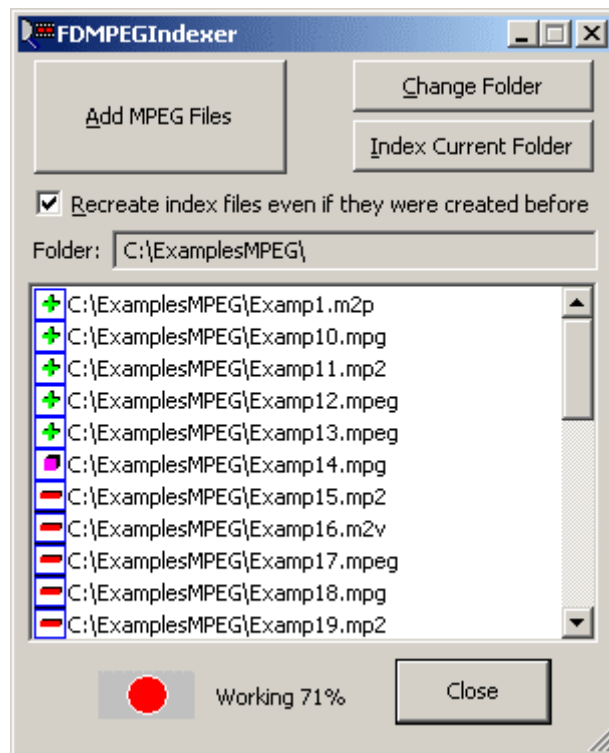 FDMPEGIndexer
Add MPEG Files
Change Folder
Index Current Folder
Recreate index files even if they were created before
Folder: C:\ExamplesMPEG\
C:\ExamplesMPEG\Examp1.m2p
C:\ExamplesMPEG\Examp10.mpg
C:\ExamplesMPEG\Examp11.mp2
C:\ExamplesMPEG\Examp12.mpeg
C:\ExamplesMPEG\Examp13.mpeg
C:\ExamplesMPEG\Examp14.mpg
C:\ExamplesMPEG\Examp15.mp2
C:\ExamplesMPEG\Examp16.m2v
C:\ExamplesMPEG\Examp17.mpeg
C:\ExamplesMPEG\Examp18.mpg
C:\ExamplesMPEG\Examp19.mp2
Working 71%
Close